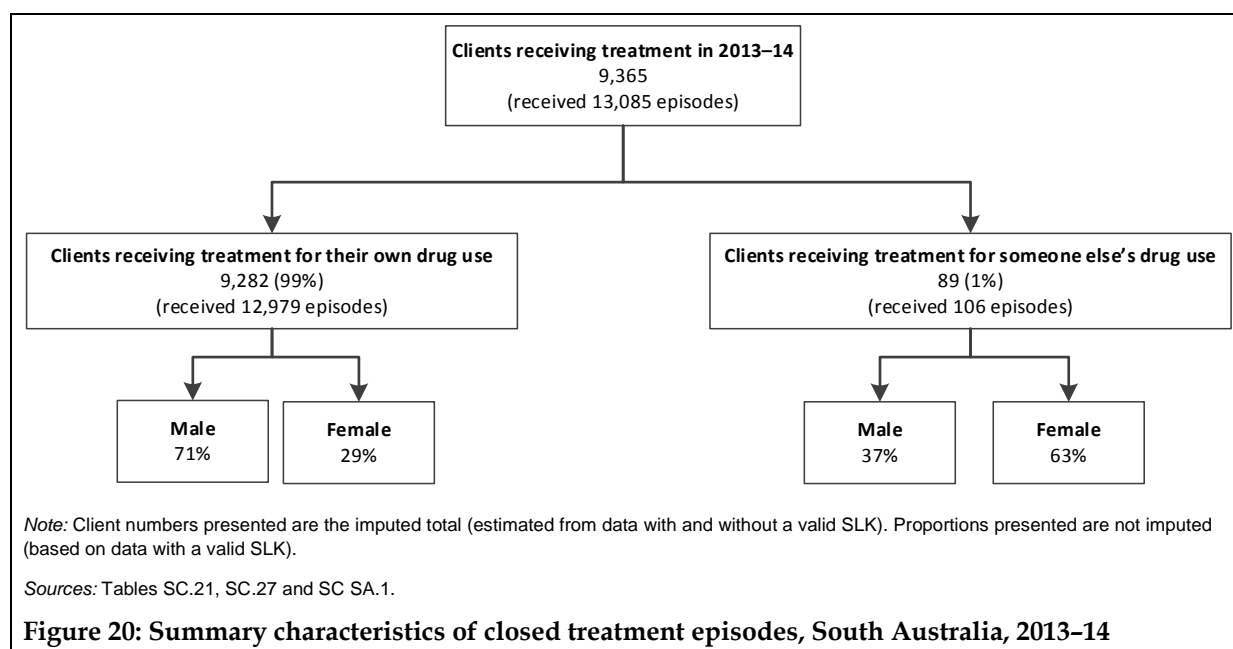 Clients receiving treatment in 2013–14
9,365
(received 13,085 episodes)
Clients receiving treatment for their own drug use
9,282 (99%)
(received 12,979 episodes)
Clients receiving treatment for someone else’s drug use
89 (1%)
(received 106 episodes)
Male
71%
Female
29%
Male
37%
Female
63%
Note: Client numbers presented are the imputed total (estimated from data with and without a valid SLK). Proportions presented are not imputed
(based on data with a valid SLK).
Sources: Tables SC.21, SC.27 and SC SA.1.
Figure 20: Summary characteristics of closed treatment episodes, South Australia, 2013–14